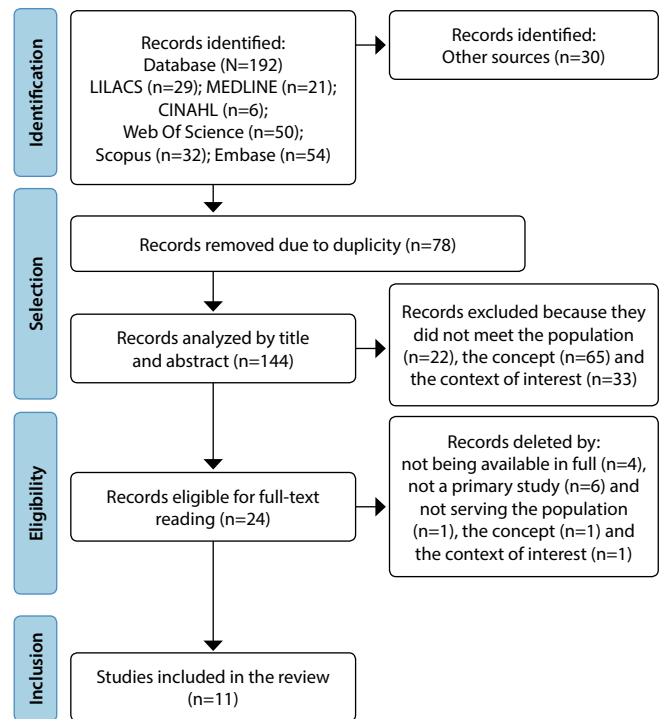 Identification
Records identified:
Database (N=192)
LILACS (n=29); MEDLINE (n=21);
CINAHL (n=6);
Web Of Science (n=50);
Scopus (n=32); Embase (n=54)
Records identified:
Other sources (n=30)
Selection
Records removed due to duplicity (n=78)
Records analyzed by title
and abstract (n=144)
Records excluded because they
did not meet the population
(n=22), the concept (n=65) and
the context of interest (n=33)
Eligibility
Records eligible for full-text
reading (n=24)
Records deleted by:
not being available in full (n=4),
not a primary study (n=6) and
not serving the population
(n=1), the concept (n=1) and
the context of interest (n=1)
Inclusion
Studies included in the review
(n=11)